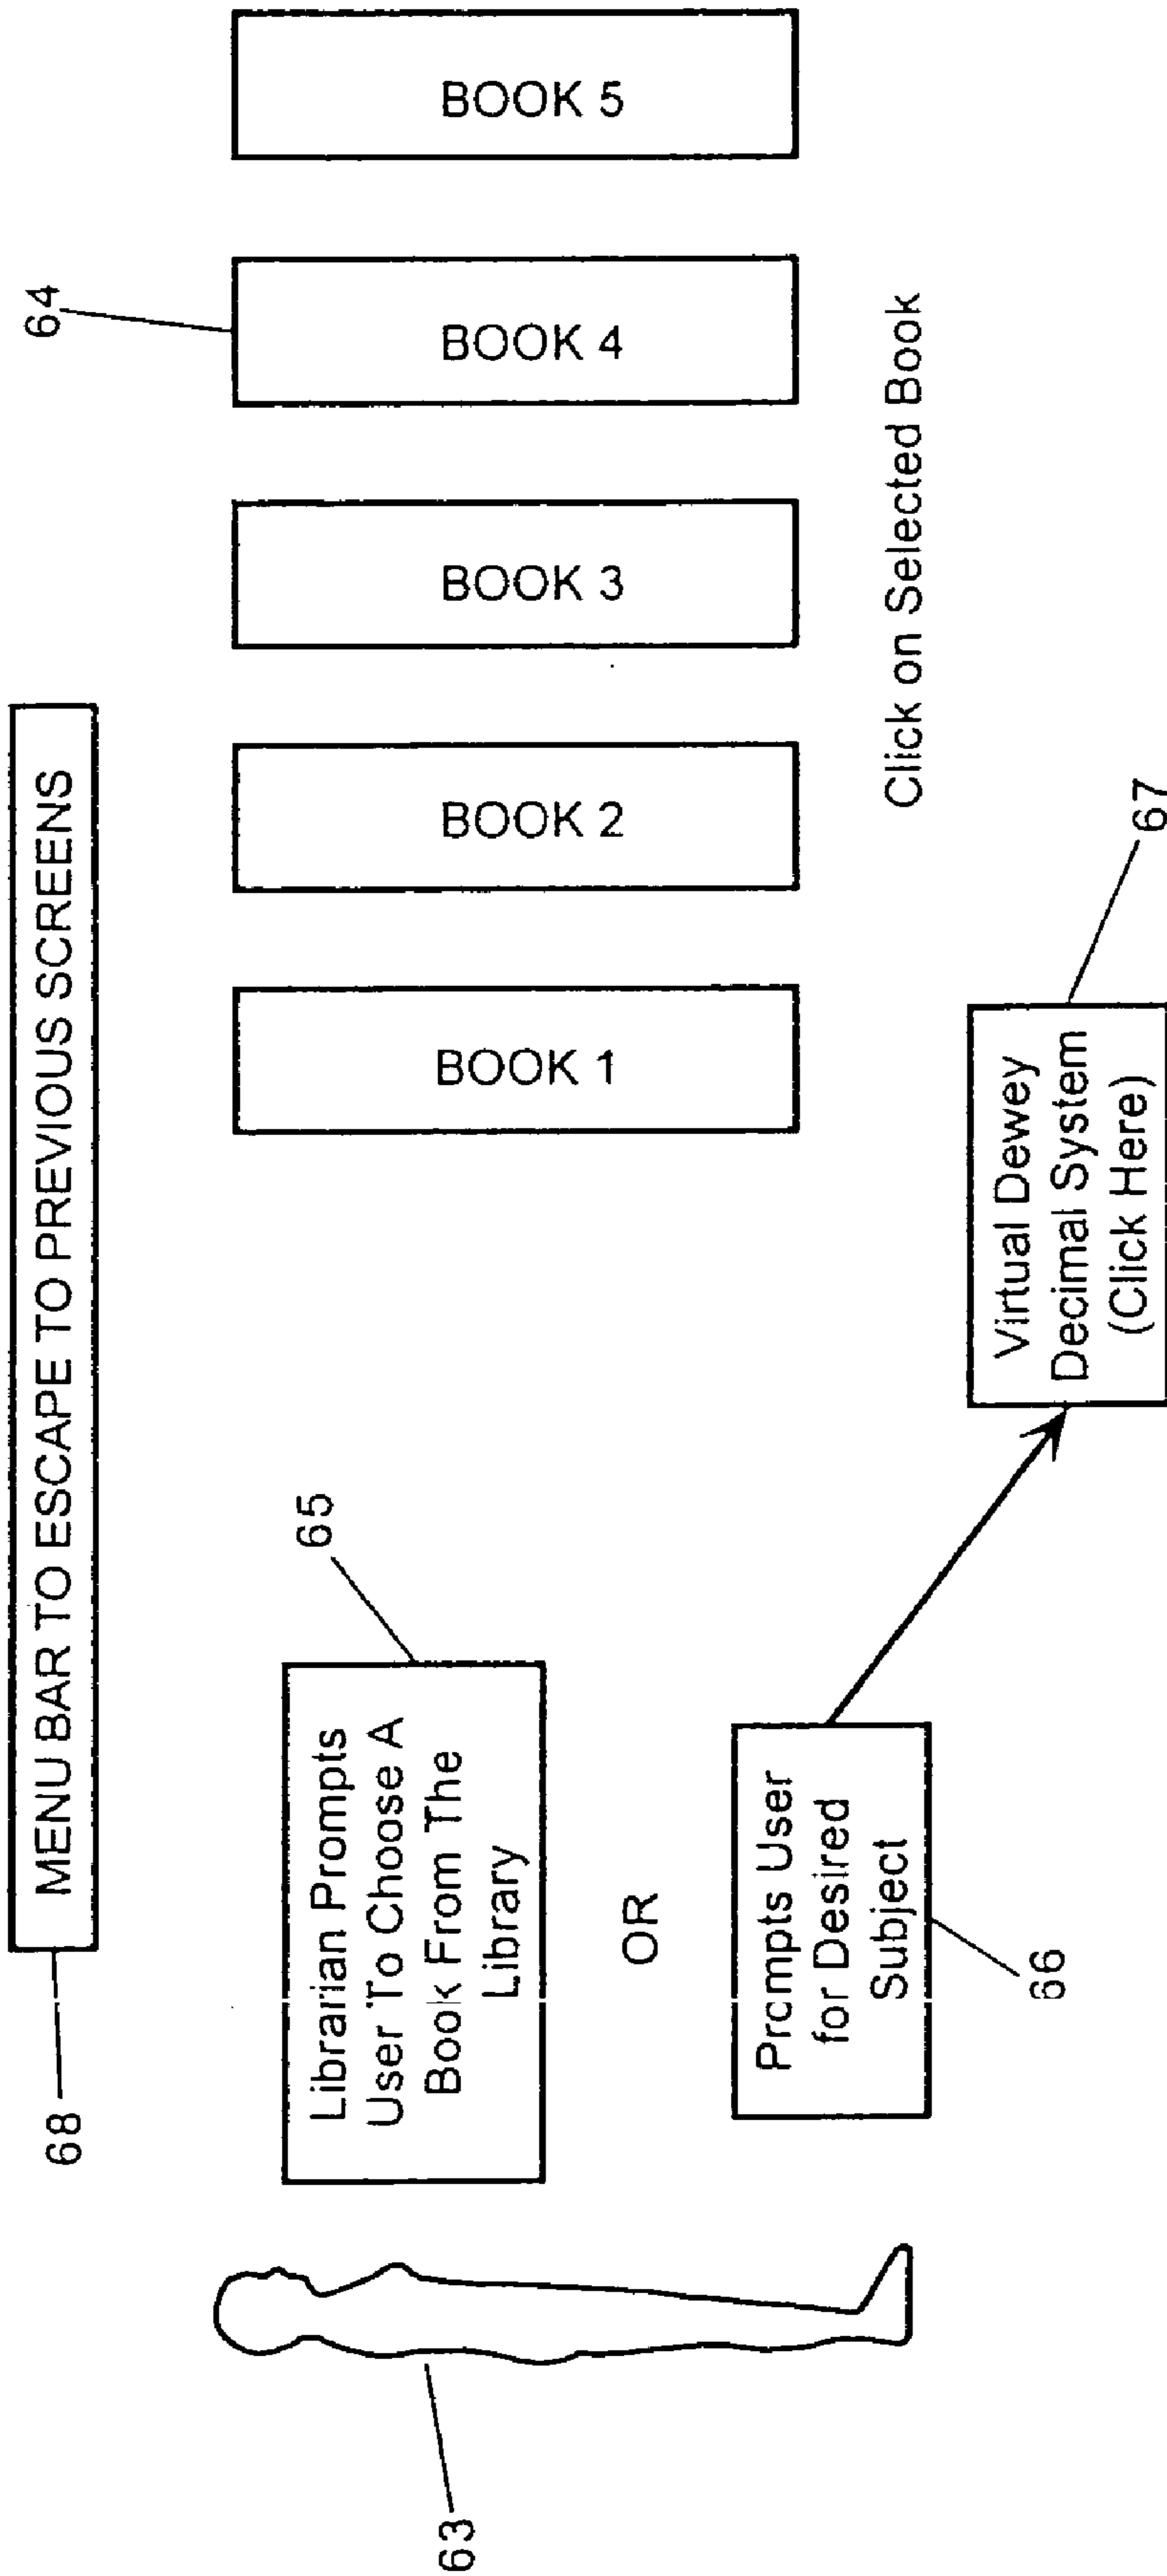 68
MENU BAR TO ESCAPE TO PREVIOUS SCREENS
64
63
Librarian Prompts
User To Choose A
Book From The
Library
65
OR
Prompts User
for Desired
Subject
66
BOOK 1
BOOK 2
BOOK 3
BOOK 4
BOOK 5
Click on Selected Book
Virtual Dewey
Decimal System
(Click Here)
67